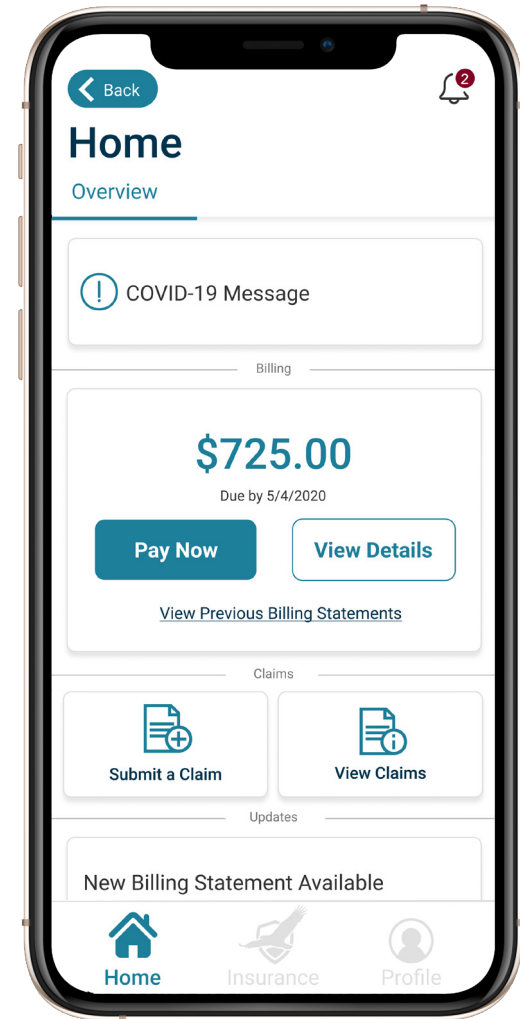 Back
2
Home
Overview
COVID-19 Message
Billing
$725.00
Due by 5/4/2020
Pay Now
View Details
View Previous Billing Statements
Claims
Submit a Claim
View Claims
Updates
New Billing Statement Available
Home
Insurance
Profile